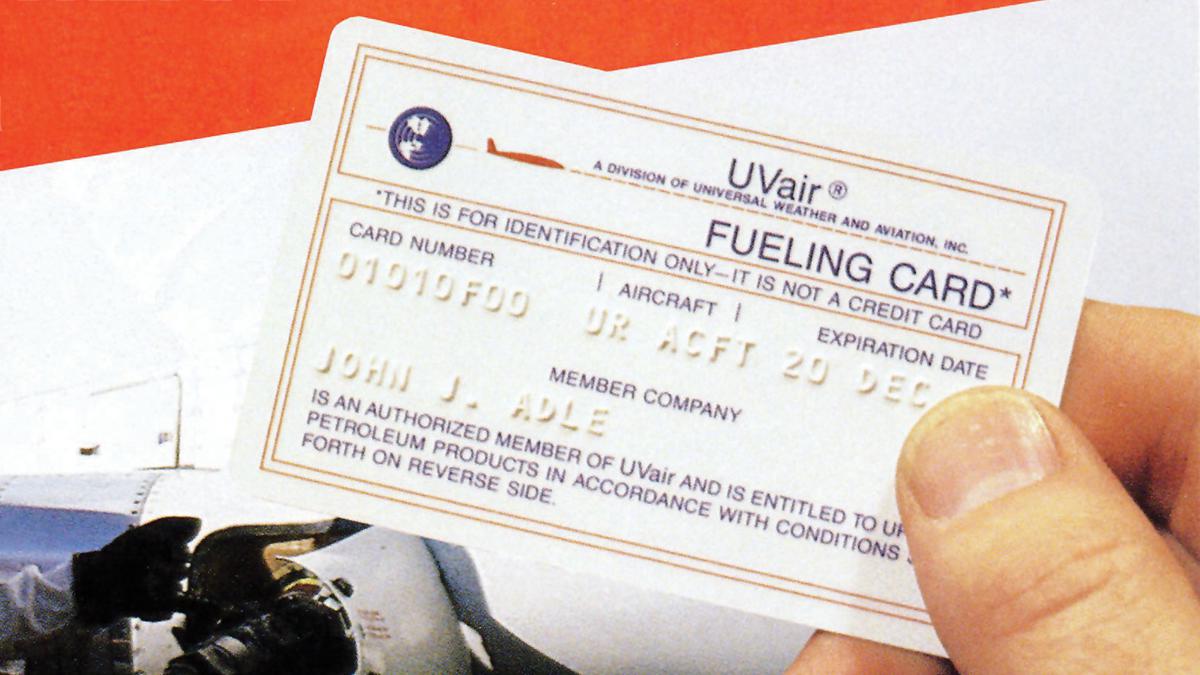 UVair®
A DIVISION OF UNIVERSAL WEATHER AND AVIATION, INC.
FUELING CARD*
*THIS IS FOR IDENTIFICATION ONLY—IT IS NOT A CREDIT CARD
CARD NUMBER | AIRCRAFT | EXPIRATION DATE
01010F00 UR ACFT 20 DEC
MEMBER COMPANY
JOHN J. ADLE
IS AN AUTHORIZED MEMBER OF UVair AND IS ENTITLED TO
PETROLEUM PRODUCTS IN ACCORDANCE WITH CONDITIONS
FORTH ON REVERSE SIDE.